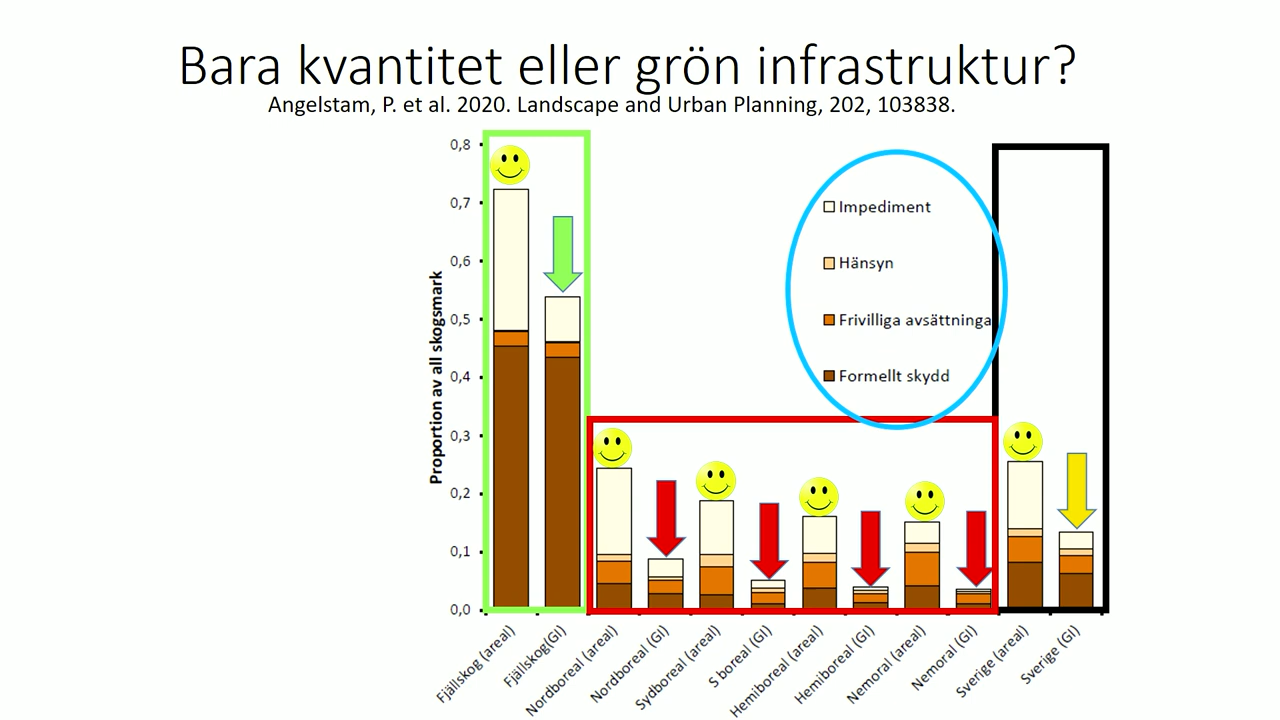 Bara kvantitet eller grön infrastruktur?
Angelstam, P. et al. 2020. Landscape and Urban Planning, 202, 103838.
Proportion av all skogsmark
0,8
0,7
0,6
0,5
0,4
0,3
0,2
0,1
0,0
Impediment
Hänsyn
Frivilliga avsättninga
Formellt skydd
Fjällskog (areal)
Fjällskog(GI)
Nordboreal (areal)
Nordboreal (GI)
Sydboreal (areal)
S boreal (GI)
Hemiboreal (areal)
Hemiboreal (GI)
Nemoral (areal)
Nemoral (GI)
Sverige (areal)
Sverige (GI)